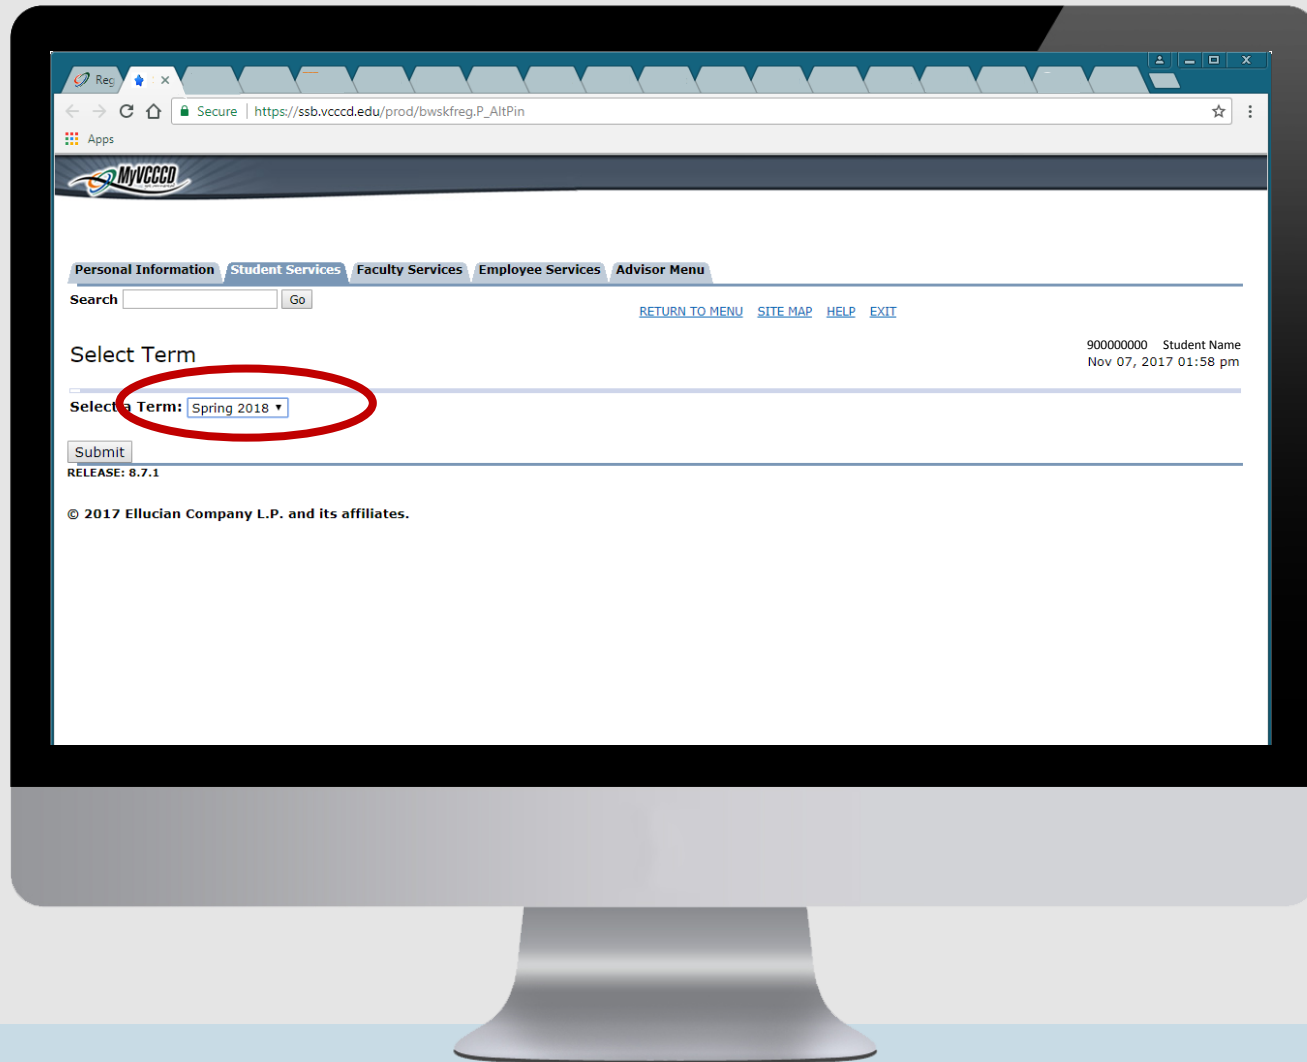 Reg
Secure | https://ssb.vcccd.edu/prod/bwskfreg.P_AltPin
Apps
MyVCCCD
Personal Information Student Services Faculty Services Employee Services Advisor Menu
Search Go
RETURN TO MENU SITE MAP HELP EXIT
900000000 Student Name
Select Term
Nov 07, 2017 01:58 pm
Select a Term: Spring 2018
Submit
RELEASE: 8.7.1
© 2017 Ellucian Company L.P. and its affiliates.